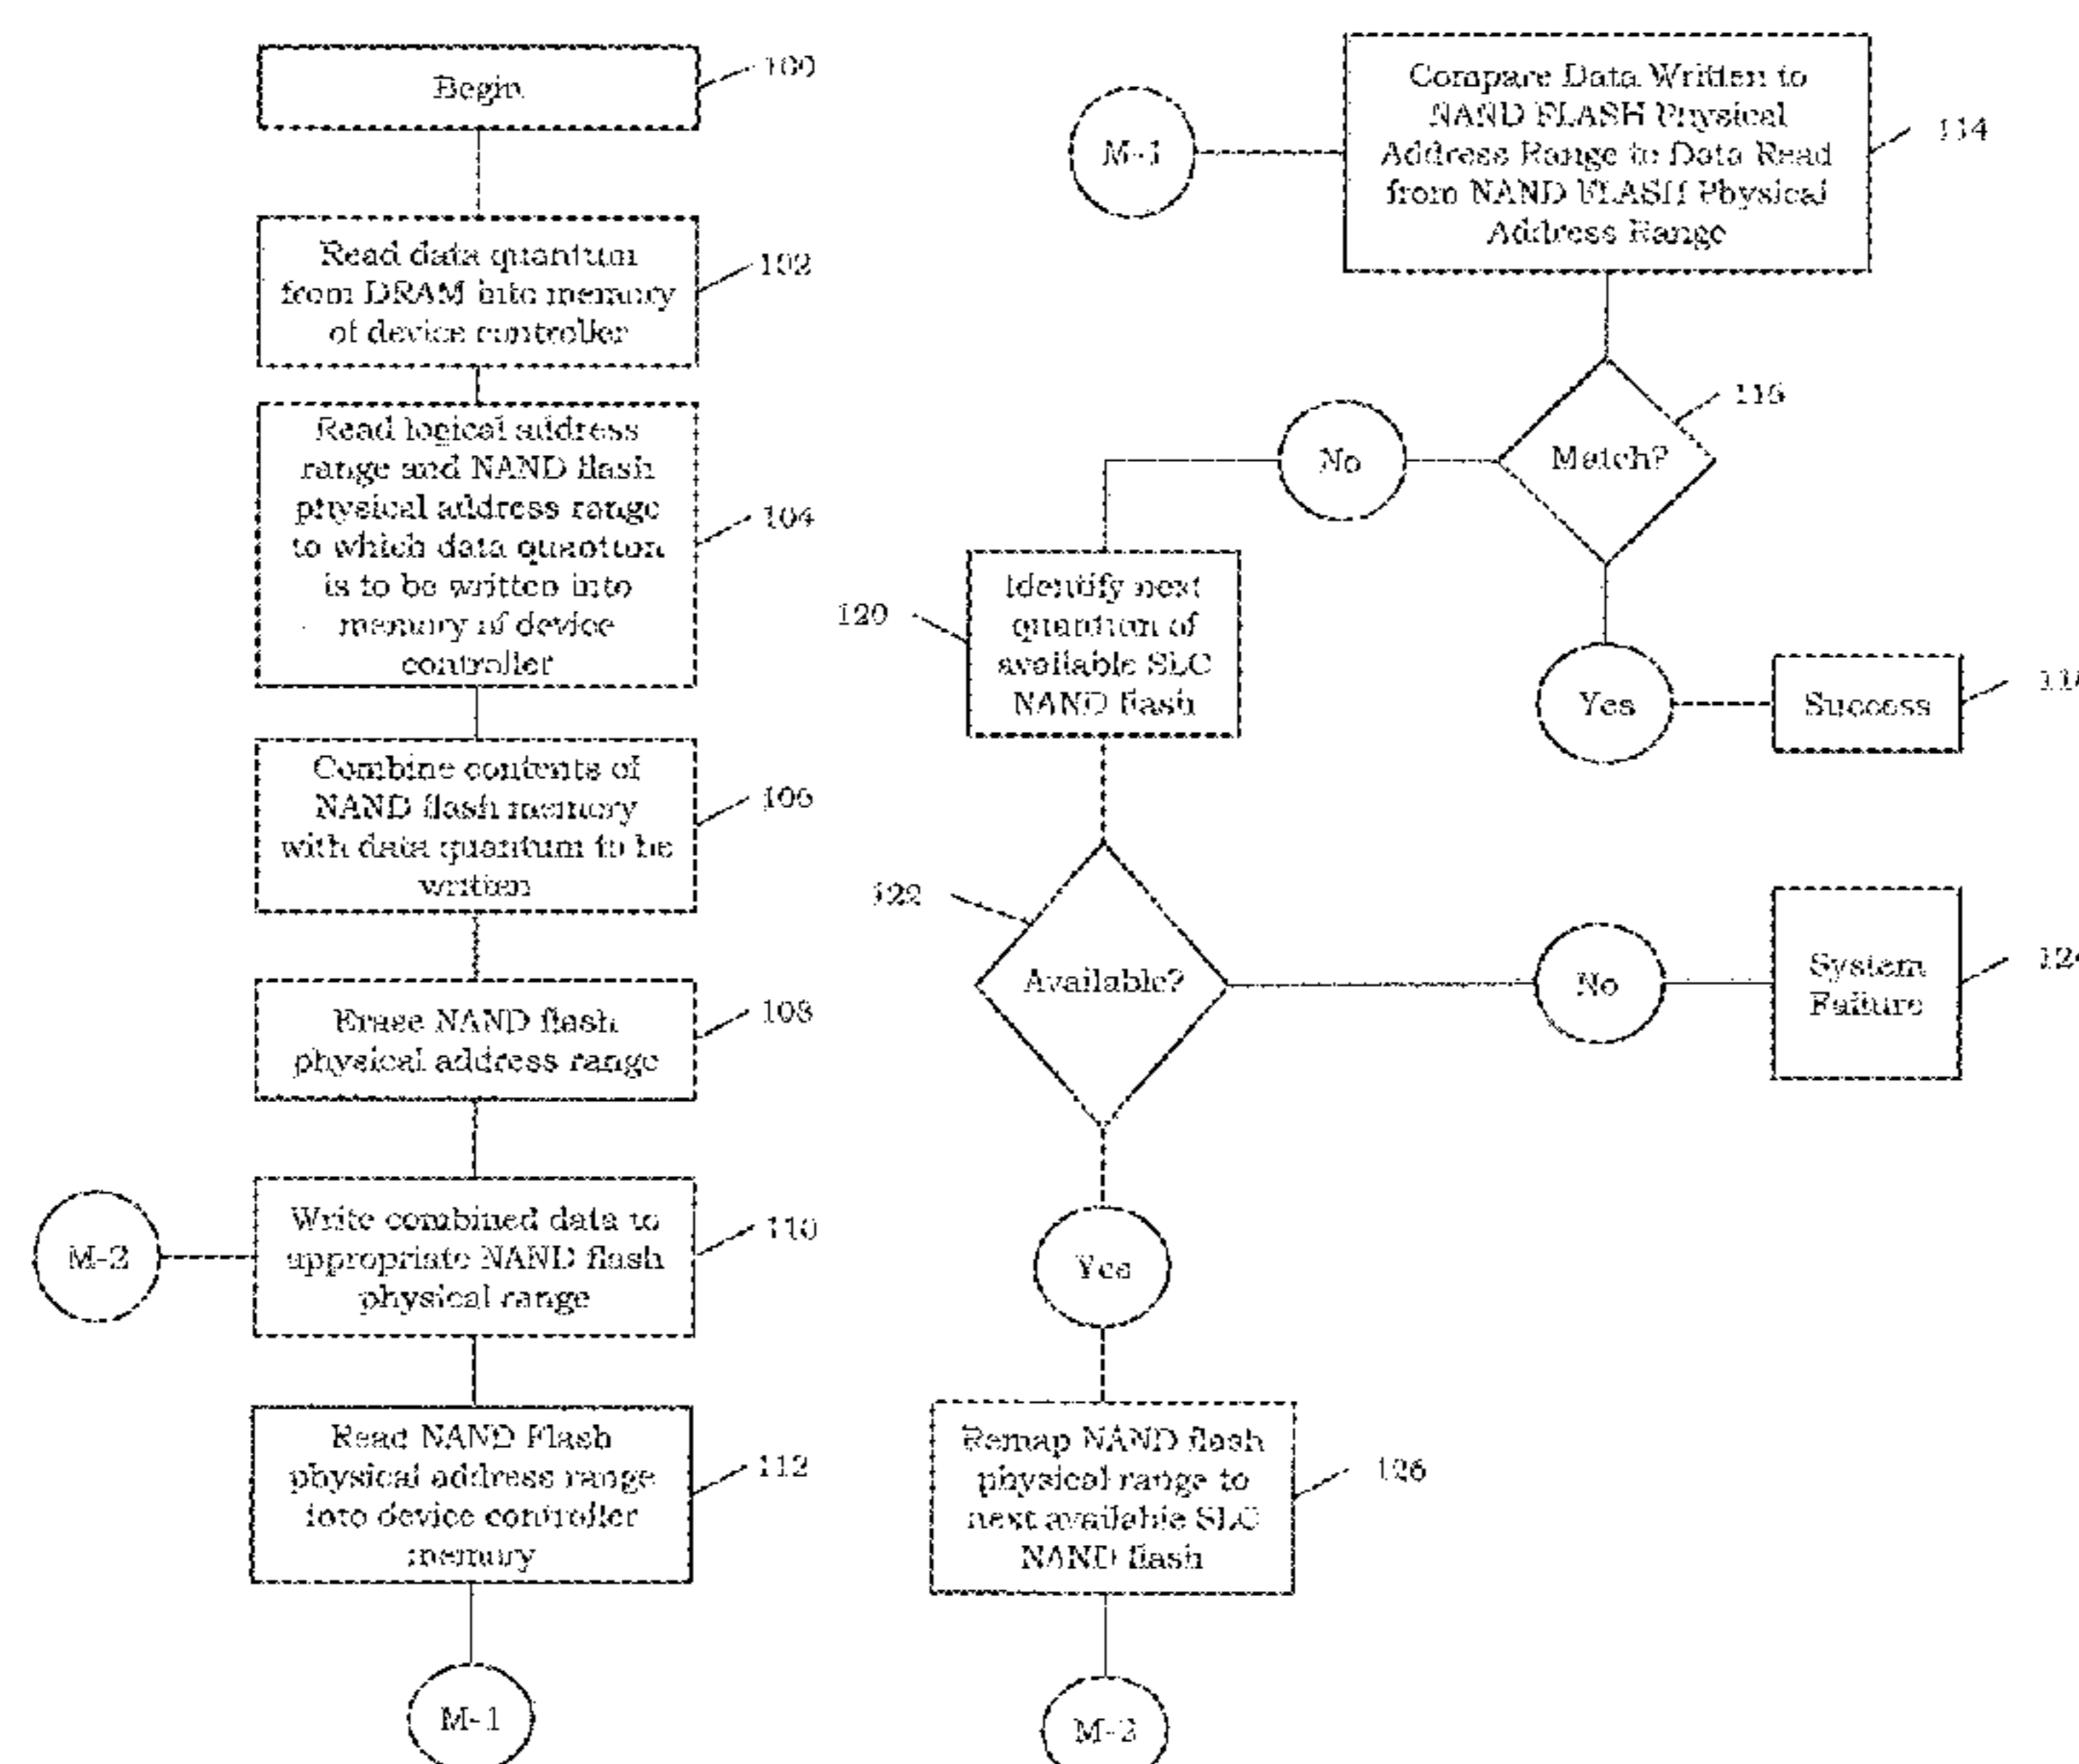 Begin
100
Read data quantum
from DRAM into memory
of device controller
102
Read logical address
range and NAND flash
physical address range
to which data quantum
is to be written into
memory of device
controller
104
Combine contents of
NAND flash memory
with data quantum to be
written
106
Erase NAND flash
physical address range
108
M-2
Write combined data to
appropriate NAND flash
physical range
110
Read NAND Flash
physical address range
into device controller
memory
112
M-1
M-1
Compare Data Written to
NAND FLASH Physical
Address Range to Data Read
from NAND FLASH Physical
Address Range
114
Match?
116
No
Yes
Success
Identify next
quantum of
available SLC
NAND flash
120
Available?
122
No
System
Failure
Yes
Remap NAND flash
physical range to
next available SLC
NAND flash
126
M-2